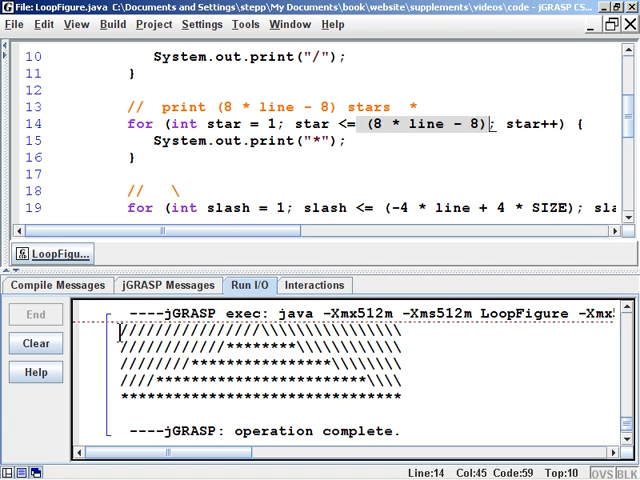 File: LoopFigure.java C:\Documents and Settings\stepp\My Documents\book\website\supplements\videos\code - jGRASP CS...
File Edit View Build Project Settings Tools Window Help
10 System.out.print("/");
11 }
12
13 // print (8 * line - 8) stars *
14 for (int star = 1; star <= (8 * line - 8); star++) {
15 System.out.print("*");
16 }
17
18 // \
19 for (int slash = 1; slash <= (-4 * line + 4 * SIZE); sla
LoopFigu...
Compile Messages jGRASP Messages Run I/O Interactions
End
Clear
Help
----jGRASP exec: java -Xmx512m -Xms512m LoopFigure -Xmx5
////////////////\\\\\\\\\\\\\\\\
////////////********\\\\\\\\\\\\
////////****************\\\\\\\\
////************************\\\\
********************************
----jGRASP: operation complete.
Line:14 Col:45 Code:59 Top:10 OVS BLK